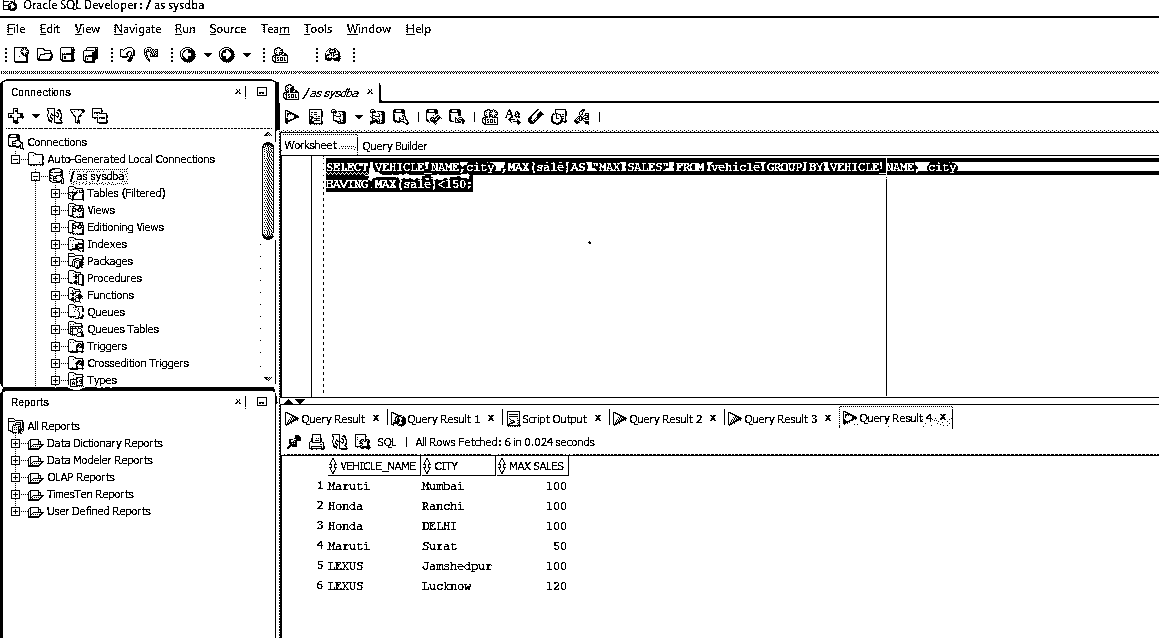 Oracle SQL Developer : / as sysdba
File Edit View Navigate Run Source Team Tools Window Help
Connections
Connections
Auto-Generated Local Connections
/ as sysdba
Tables (Filtered)
Views
Editioning Views
Indexes
Packages
Procedures
Functions
Queues
Queues Tables
Triggers
Crossedition Triggers
Types
Reports
All Reports
Data Dictionary Reports
Data Modeler Reports
OLAP Reports
TimesTen Reports
User Defined Reports
/ as sysdba
Worksheet Query Builder
SELECT VEHICLE_NAME,city ,MAX(sale)AS "MAX SALES" FROM vehicle GROUP BY VEHICLE_NAME, city
HAVING MAX(sale)<150;
Query Result Query Result 1 Script Output Query Result 2 Query Result 3 Query Result 4
SQL | All Rows Fetched: 6 in 0.024 seconds
VEHICLE_NAME CITY MAX SALES
1 Maruti Mumbai 100
2 Honda Ranchi 100
3 Honda DELHI 100
4 Maruti Surat 50
5 LEXUS Jamshedpur 100
6 LEXUS Lucknow 120